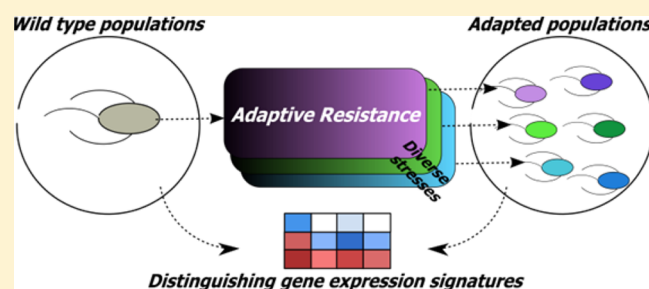 Wild type populations
Adapted populations
Adaptive Resistance
Diverse
stresses
Distinguishing gene expression signatures